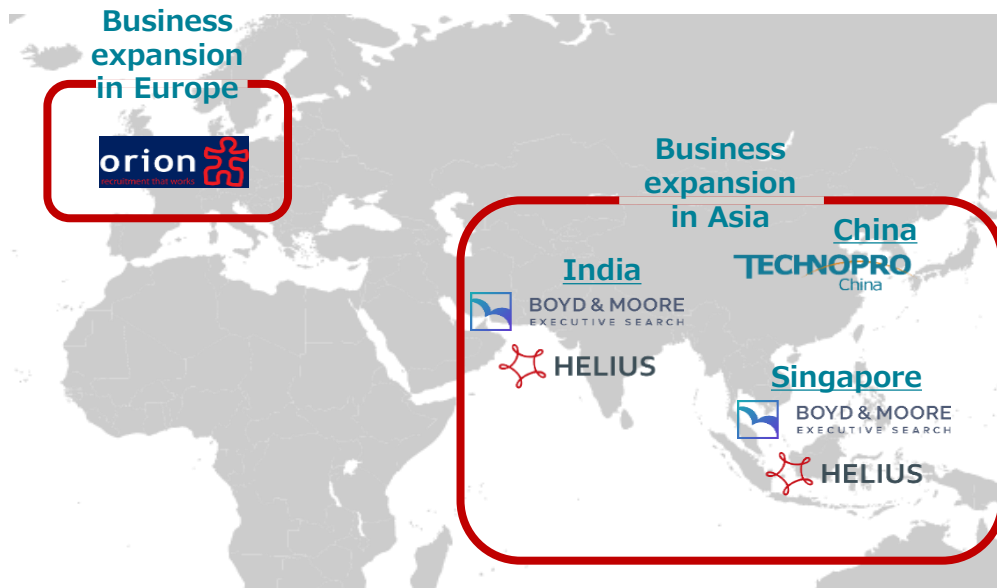 Business
expansion
in Europe
orion
recruitment that works
Business
expansion
in Asia
China
TECHNOPRO
China
India
BOYD & MOORE
EXECUTIVE SEARCH
HELIUS
Singapore
BOYD & MOORE
EXECUTIVE SEARCH
HELIUS